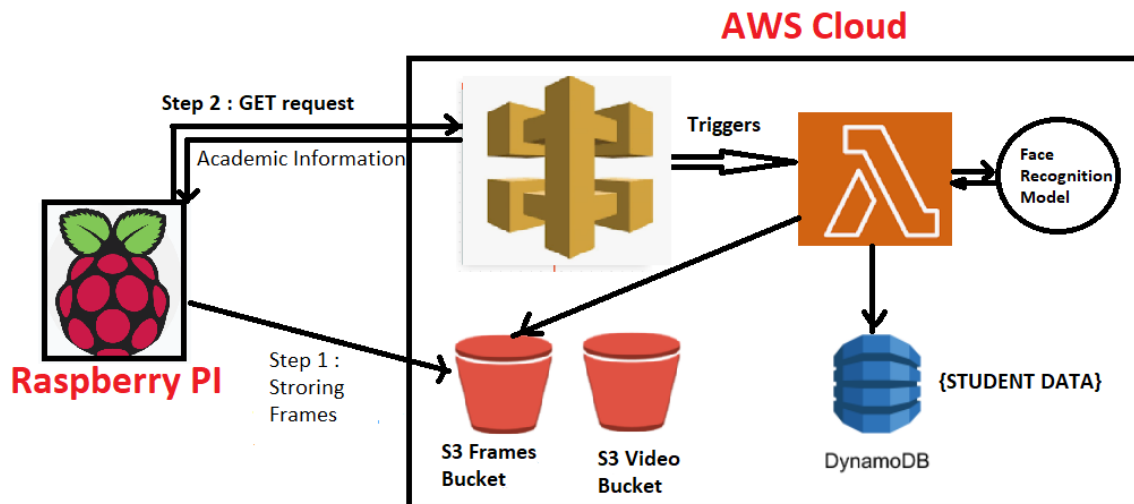 AWS Cloud
Step 2 : GET request
Academic Information
Triggers
Face
Recognition
Model
Raspberry PI
Step 1 :
Stroring
Frames
S3 Frames
Bucket
S3 Video
Bucket
{STUDENT DATA}
DynamoDB